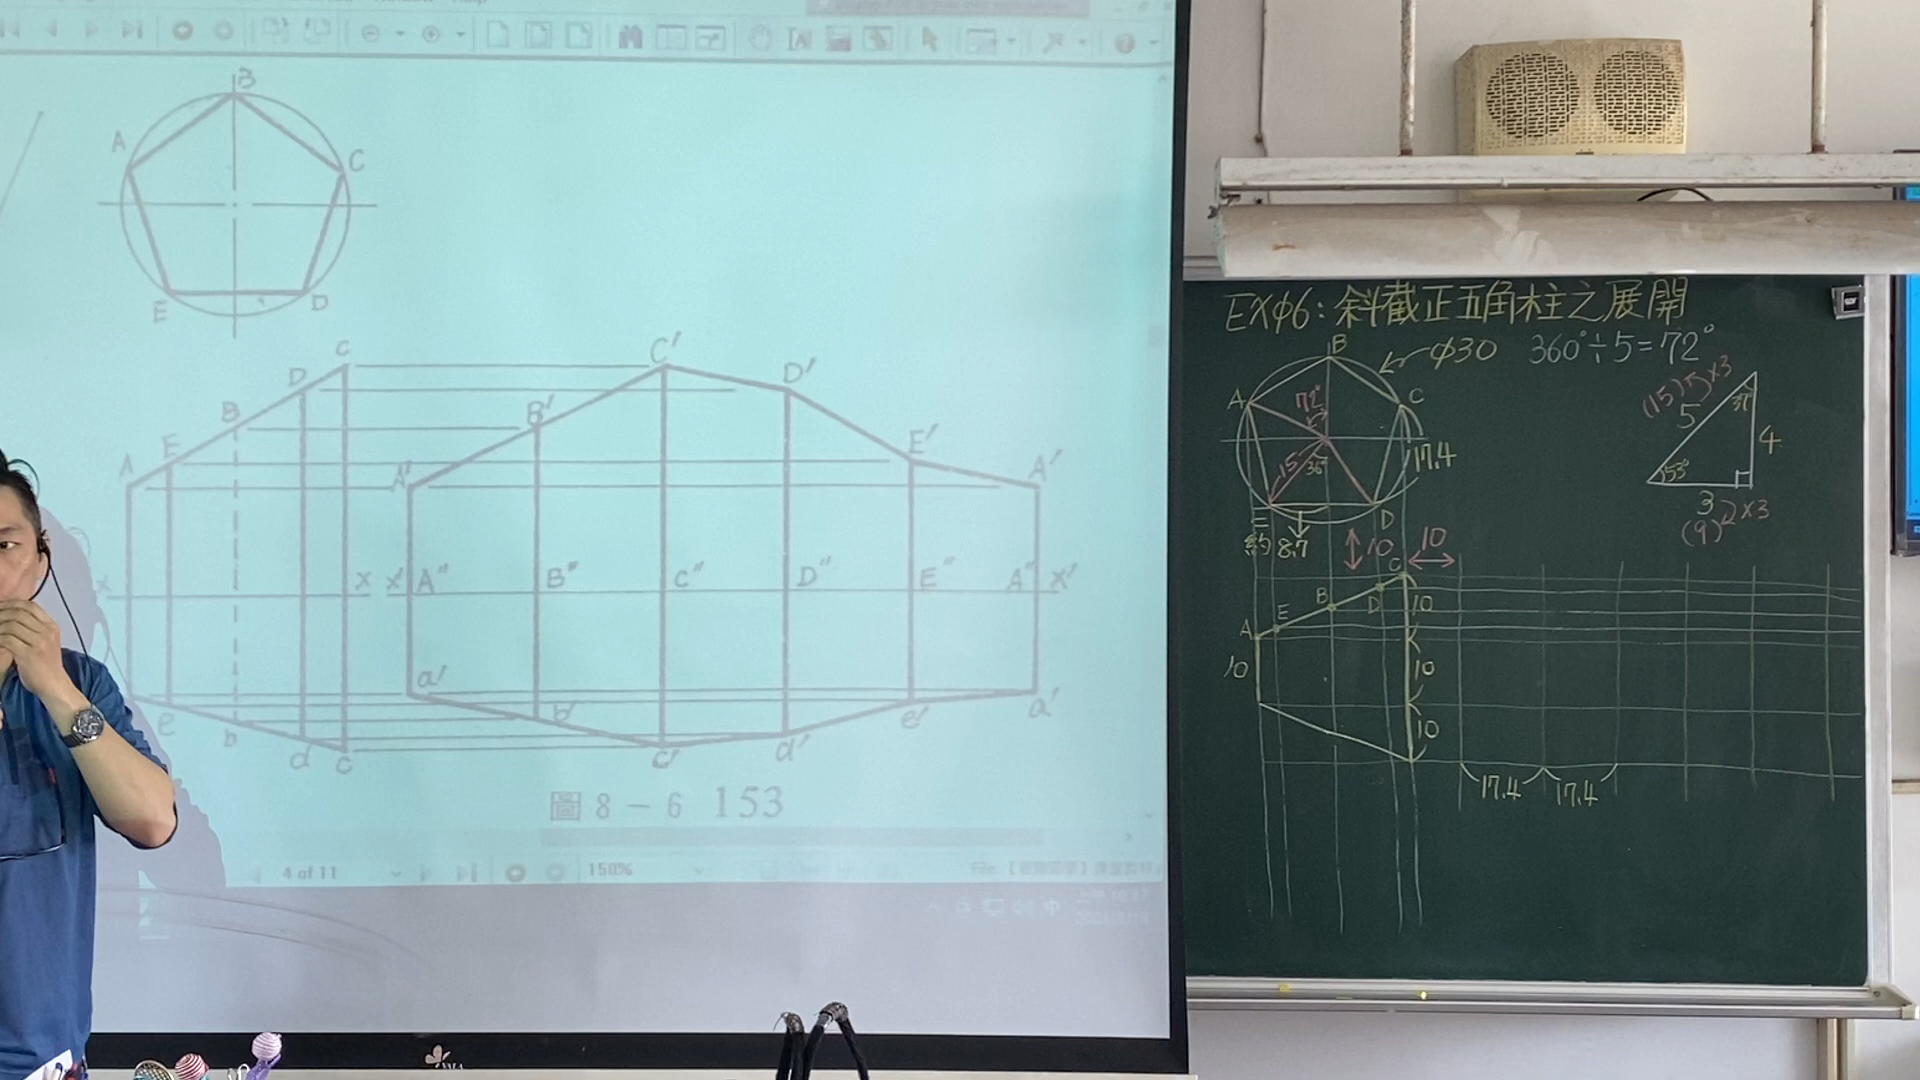 B
A
C
E
D
C
D
B
E
A
X
e
b
d
c
C'
D'
B'
E'
A'
A'
X'
A"
B"
C"
D"
E"
A"
X'
a'
b'
c'
d'
e'
a'
圖 8 - 6 153
4 of 11
150%
File:
EXφ6:斜截正五角柱之展開
B
φ30
360°÷5=72°
A
C
72°
15
36°
17.4
E
D
約 8.7
10
10
C
B
D
E
A
10
10
10
10
17.4
17.4
(15) 5×3
5
37°
4
53°
3
(9)